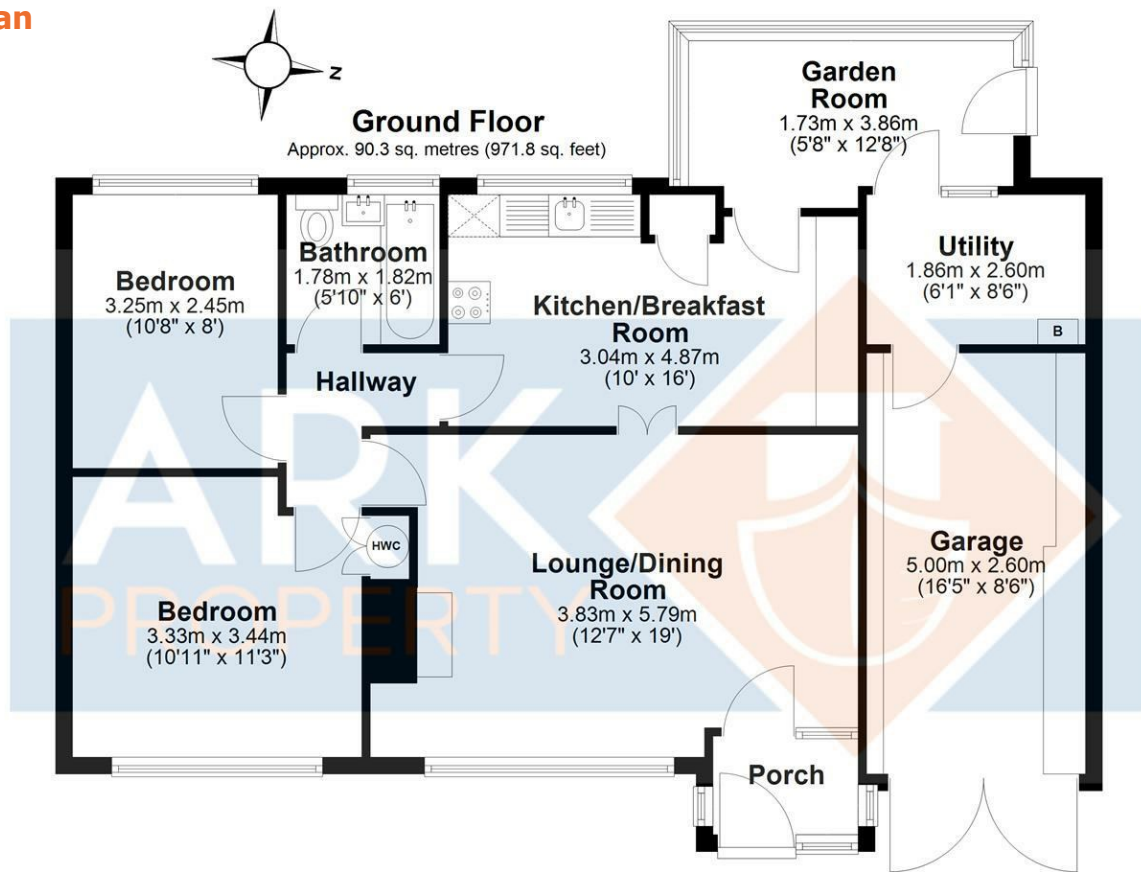 an
N
Ground Floor
Approx. 90.3 sq. metres (971.8 sq. feet)
Garden
Room
1.73m x 3.86m
(5'8" x 12'8")
Bedroom
3.25m x 2.45m
(10'8" x 8')
Bathroom
1.78m x 1.82m
(5'10" x 6')
Kitchen/Breakfast
Room
3.04m x 4.87m
(10' x 16')
Utility
1.86m x 2.60m
(6'1" x 8'6")
B
Hallway
HWC
Bedroom
3.33m x 3.44m
(10'11" x 11'3")
Lounge/Dining
Room
3.83m x 5.79m
(12'7" x 19')
Garage
5.00m x 2.60m
(16'5" x 8'6")
Porch
ARK
PROPERTY